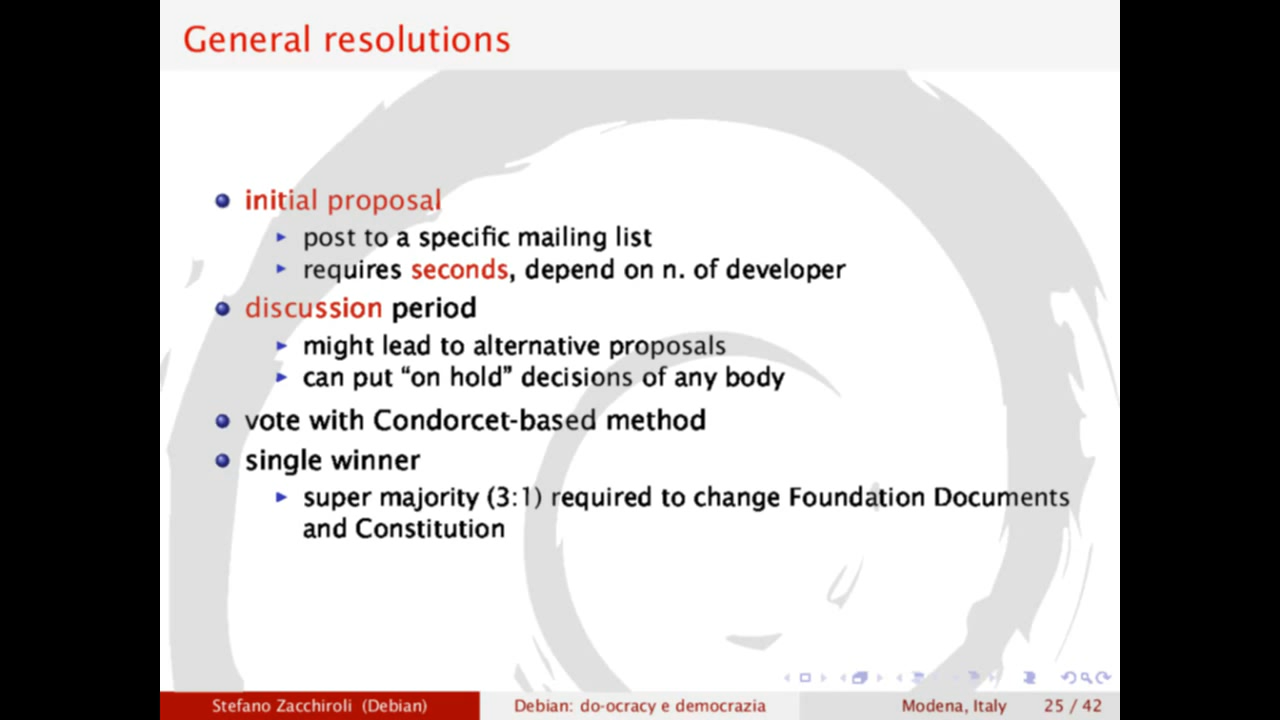 General resolutions
initial proposal
post to a specific mailing list
requires seconds, depend on n. of developer
discussion period
might lead to alternative proposals
can put “on hold” decisions of any body
vote with Condorcet-based method
single winner
super majority (3:1) required to change Foundation Documents
and Constitution
Stefano Zacchiroli (Debian) Debian: do-ocracy e democrazia Modena, Italy 25 / 42